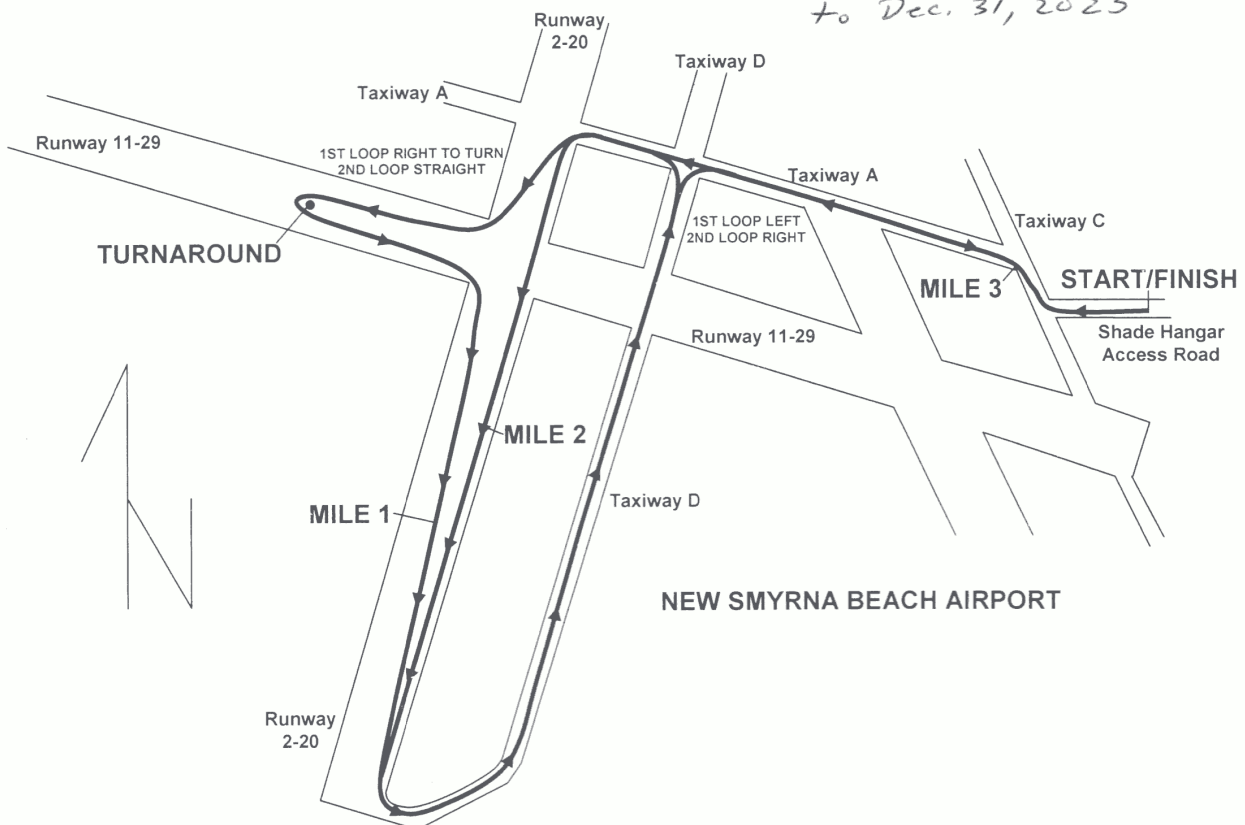 to Dec. 31, 2025
Runway
2-20
Taxiway D
Taxiway A
Runway 11-29
1ST LOOP RIGHT TO TURN
2ND LOOP STRAIGHT
Taxiway A
Taxiway C
1ST LOOP LEFT
2ND LOOP RIGHT
TURNAROUND
MILE 3
START/FINISH
Shade Hangar
Access Road
Runway 11-29
MILE 2
MILE 1
Taxiway D
N
NEW SMYRNA BEACH AIRPORT
Runway
2-20